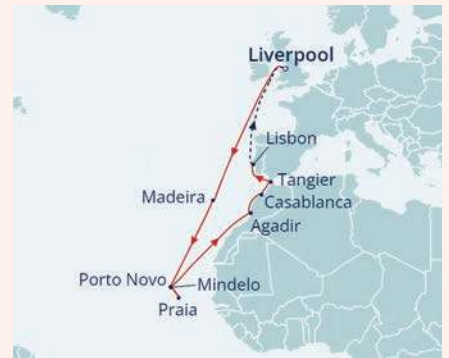 Liverpool
Lisbon
Tangier
Madeira
Casablanca
Agadir
Porto Novo
Mindelo
Praia